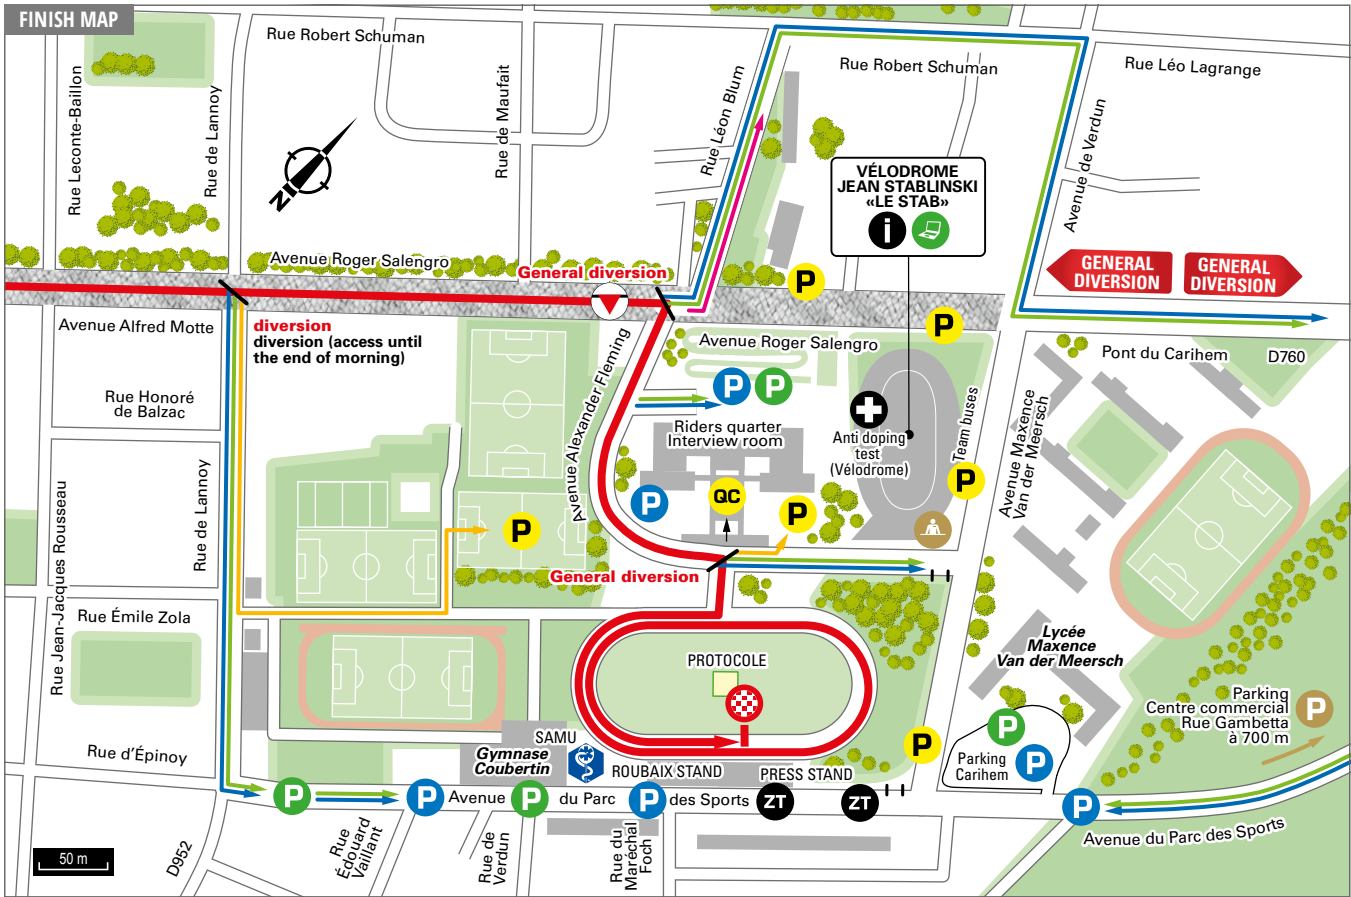 FINISH MAP
Rue Robert Schuman
Rue Leconte-Baillon
Rue de Lannoy
Rue de Maufait
Rue Léon Blum
Rue Robert Schuman
Rue Léo Lagrange
Avenue de Verdun
N
VÉLODROME
JEAN STABLINSKI
«LE STAB»
i
Avenue Roger Salengro
General diversion
P
GENERAL
DIVERSION
GENERAL
DIVERSION
Avenue Alfred Motte
diversion
diversion (access until
the end of morning)
P
Avenue Roger Salengro
Pont du Carihem
D760
Rue Honoré
de Balzac
Avenue Alexander Fleming
P
P
Riders quarter
Interview room
Anti doping
test
(Vélodrome)
Team buses
P
Avenue Maxence
Van der Meersch
Rue Jean-Jacques Rousseau
Rue de Lannoy
P
P
QC
P
General diversion
Rue Émile Zola
PROTOCOLE
Lycée
Maxence
Van der Meersch
Parking
Centre commercial
Rue Gambetta
à 700 m
P
Rue d'Épinoy
SAMU
Gymnase
Coubertin
ROUBAIX STAND
PRESS STAND
P
P
Parking
Carihem
P
P
P
Avenue
P
du Parc
P
des Sports
ZT
ZT
P
Avenue du Parc des Sports
50 m
D952
Rue
Édouard
Vaillant
Rue de
Verdun
Rue du
Maréchal
Foch